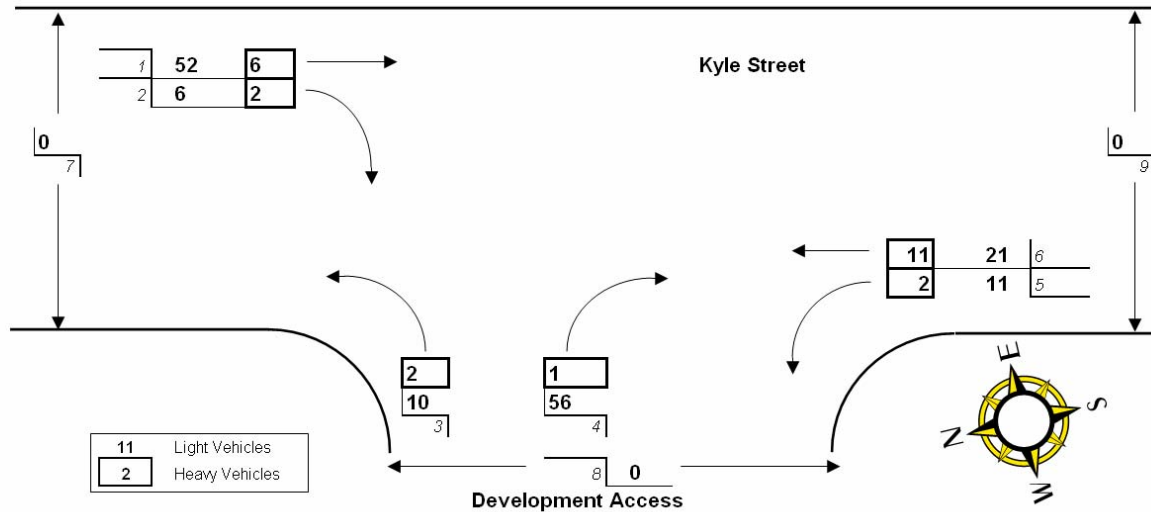 1 52 6
Kyle Street
2 6 2
0
7
0
9
11 21 6
2 11 5
2
10
3
1
56
4
E
S
N
W
11 Light Vehicles
2 Heavy Vehicles
8 0
Development Access